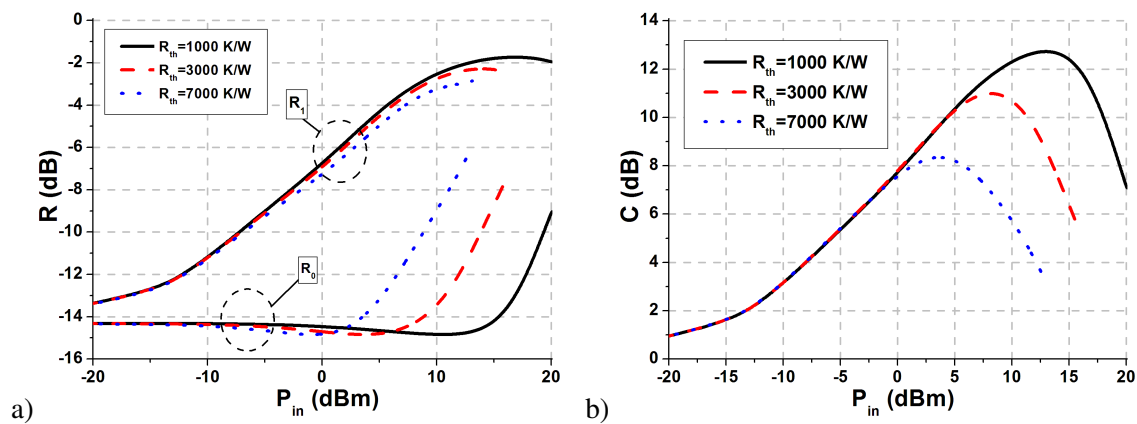 0
-2
-4
-6
-8
-10
-12
-14
-16
R (dB)
R_th=1000 K/W
R_th=3000 K/W
R_th=7000 K/W
R_1
R_0
-20
-10
0
10
20
P_in (dBm)
a)
14
12
10
8
6
4
2
0
C (dB)
R_th=1000 K/W
R_th=3000 K/W
R_th=7000 K/W
-20
-15
-10
-5
0
5
10
15
20
P_in (dBm)
b)